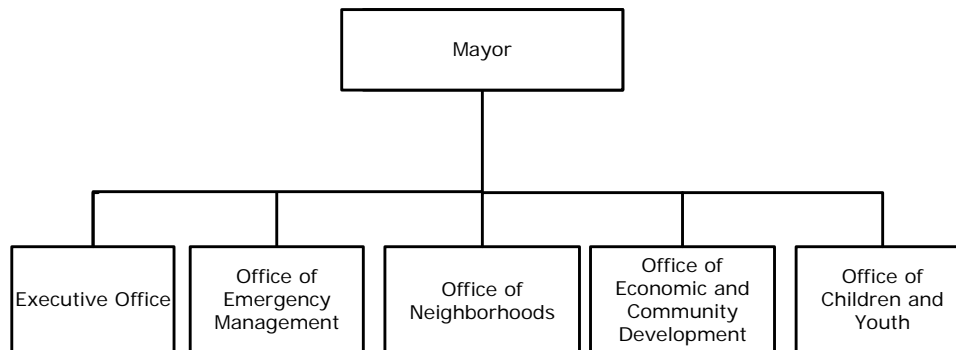 Mayor
Executive Office
Office of
Emergency
Management
Office of
Neighborhoods
Office of
Economic and
Community
Development
Office of
Children and
Youth